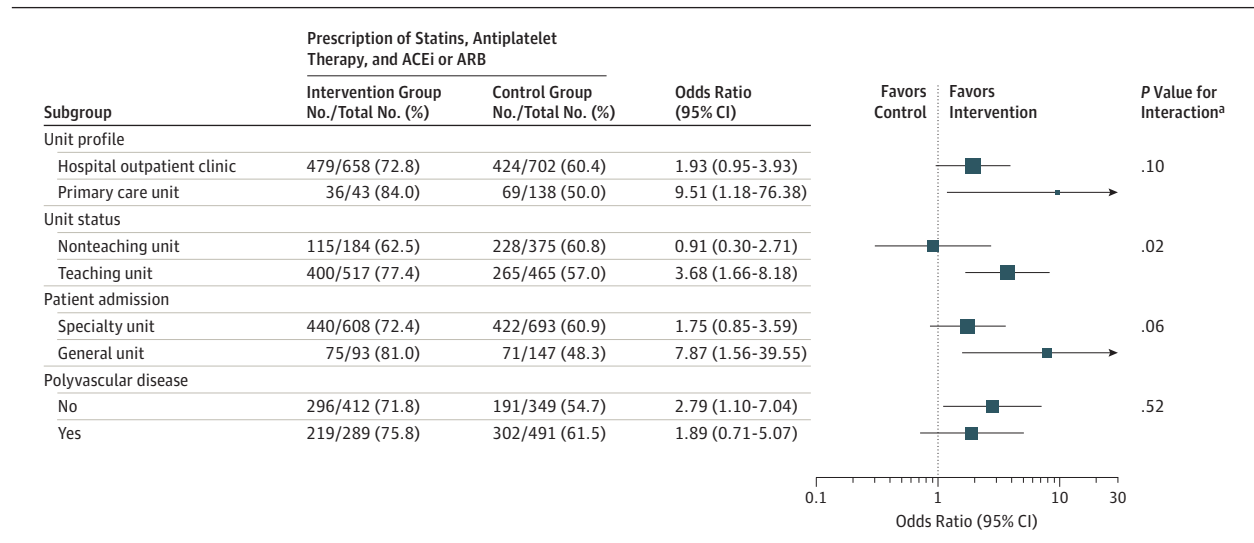 Prescription of Statins, Antiplatelet
Therapy, and ACEi or ARB
Subgroup Intervention Group No./Total No. (%) Control Group No./Total No. (%) Odds Ratio (95% CI) Favors Control Favors Intervention P Value for Interactionᵃ
Unit profile
Hospital outpatient clinic 479/658 (72.8) 424/702 (60.4) 1.93 (0.95-3.93) .10
Primary care unit 36/43 (84.0) 69/138 (50.0) 9.51 (1.18-76.38)
Unit status
Nonteaching unit 115/184 (62.5) 228/375 (60.8) 0.91 (0.30-2.71) .02
Teaching unit 400/517 (77.4) 265/465 (57.0) 3.68 (1.66-8.18)
Patient admission
Specialty unit 440/608 (72.4) 422/693 (60.9) 1.75 (0.85-3.59) .06
General unit 75/93 (81.0) 71/147 (48.3) 7.87 (1.56-39.55)
Polyvascular disease
No 296/412 (71.8) 191/349 (54.7) 2.79 (1.10-7.04) .52
Yes 219/289 (75.8) 302/491 (61.5) 1.89 (0.71-5.07)
0.1 1 10 30
Odds Ratio (95% CI)